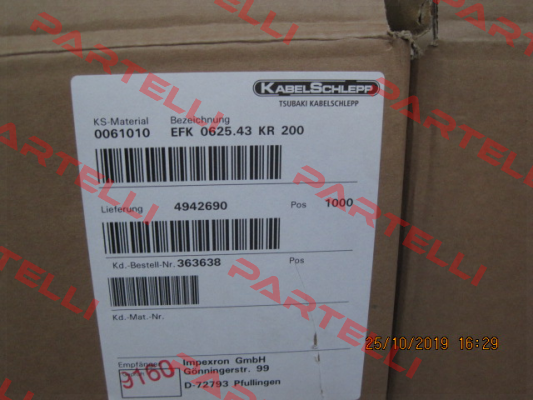 KABELSCHLEPP
TSUBAKI KABELSCHLEPP
KS-Material Bezeichnung
0061010 EFK 0625.43 KR 200
Lieferung 4942690 Pos 1000
Kd.-Bestell-Nr. 363638 Pos
Kd.-Mat.-Nr.
Empfänger Impexron GmbH
Gönningerstr. 99
D-72793 Pfullingen
9160
25/10/2019 16:29
PARTELLI
PARTELLI
PARTELLI
PARTELLI
PARTELLI